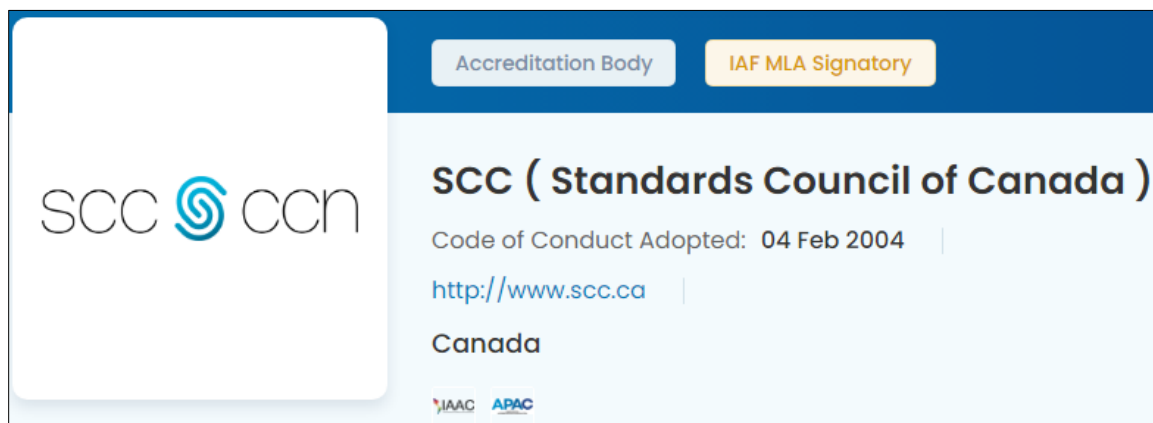 Accreditation Body
IAF MLA Signatory
scc ccn
SCC ( Standards Council of Canada )
Code of Conduct Adopted: 04 Feb 2004
http://www.scc.ca
Canada
IAAC APAC